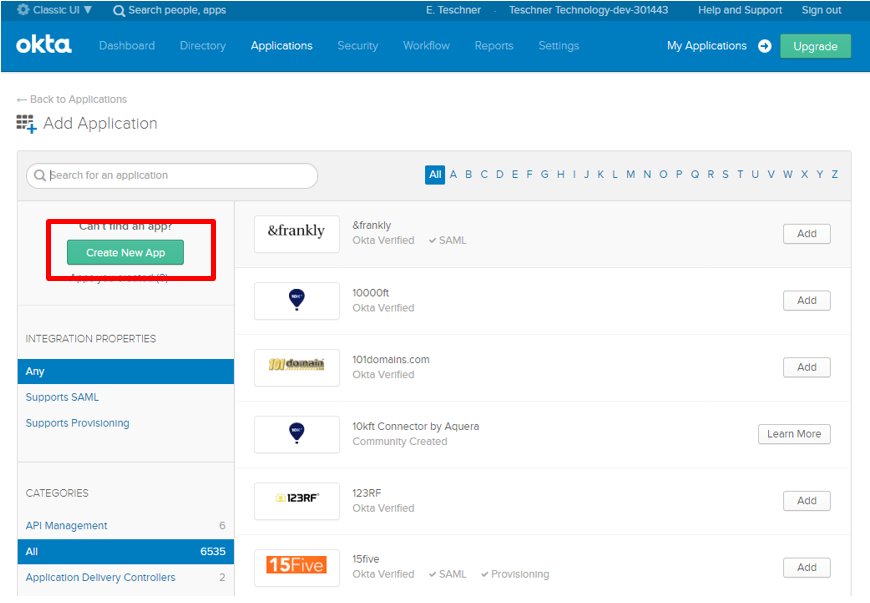 Classic UI ▼ Search people, apps E. Teschner Teschner Technology-dev-301443 Help and Support Sign out
okta Dashboard Directory Applications Security Workflow Reports Settings My Applications Upgrade
← Back to Applications
Add Application
Search for an application All A B C D E F G H I J K L M N O P Q R S T U V W X Y Z
Can't find an app?
Create New App
Apps you created (0)
INTEGRATION PROPERTIES
Any
Supports SAML
Supports Provisioning
CATEGORIES
API Management 6
All 6535
Application Delivery Controllers 2
&frankly &frankly Add
Okta Verified ✓ SAML
10K FT 10000ft Add
Okta Verified
101domain 101domains.com Add
Okta Verified
10K FT 10kft Connector by Aquera Learn More
Community Created
123RF 123RF Add
Okta Verified
15Five 15five Add
Okta Verified ✓ SAML ✓ Provisioning